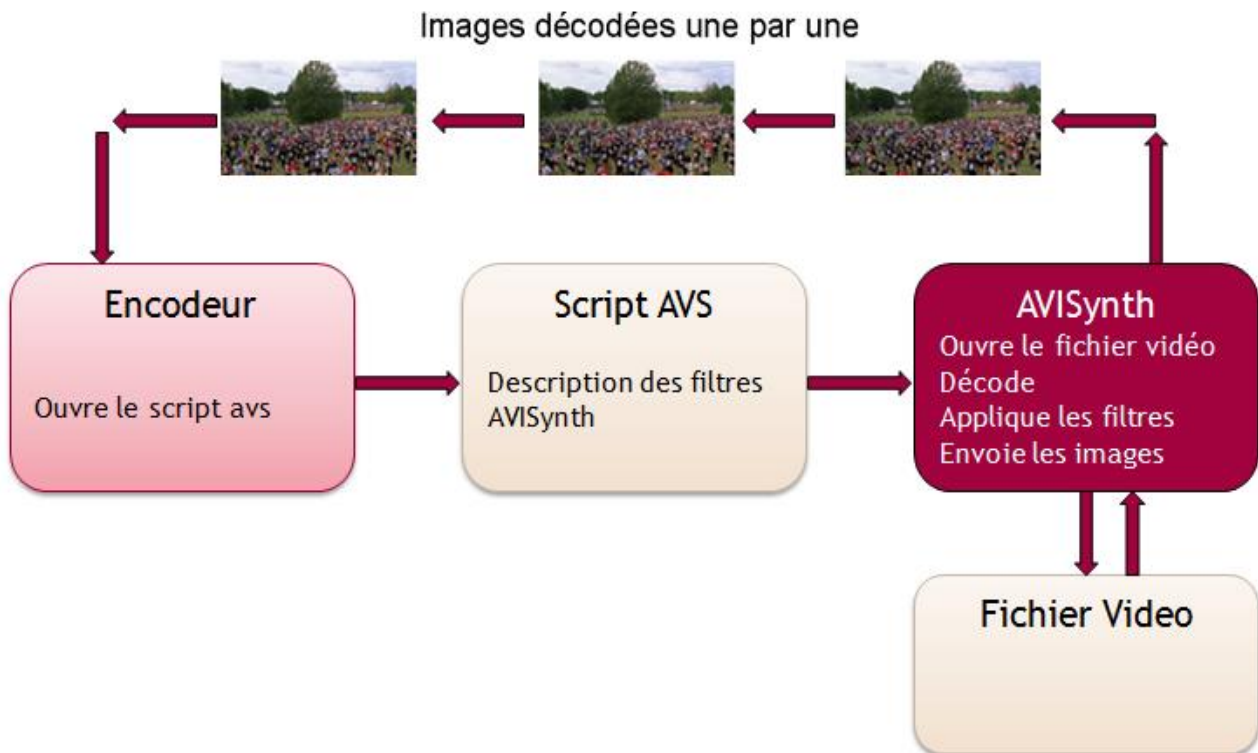 Images décodées une par une
Encodeur
Ouvre le script avs
Script AVS
Description des filtres
AVISynth
AVISynth
Ouvre le fichier vidéo
Décode
Applique les filtres
Envoie les images
Fichier Video